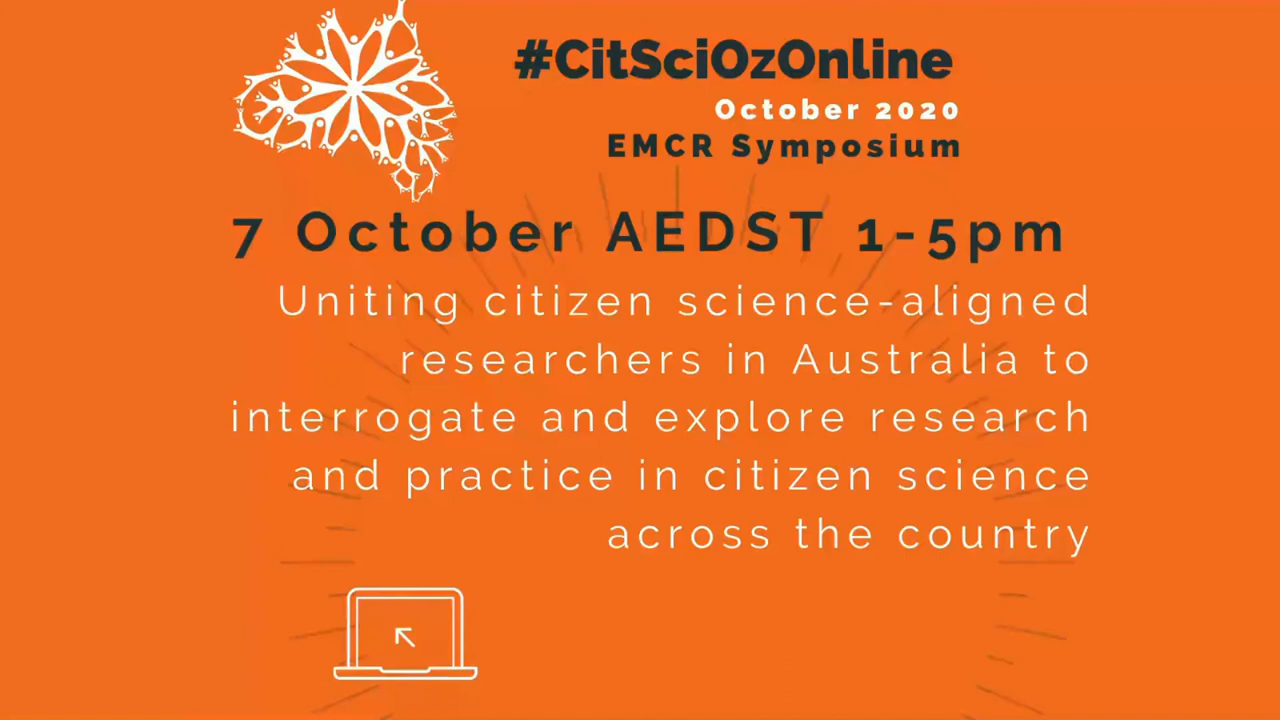 #CitSciOzOnline
October 2020
EMCR Symposium
7 October AEDST 1-5pm
Uniting citizen science-aligned
researchers in Australia to
interrogate and explore research
and practice in citizen science
across the country